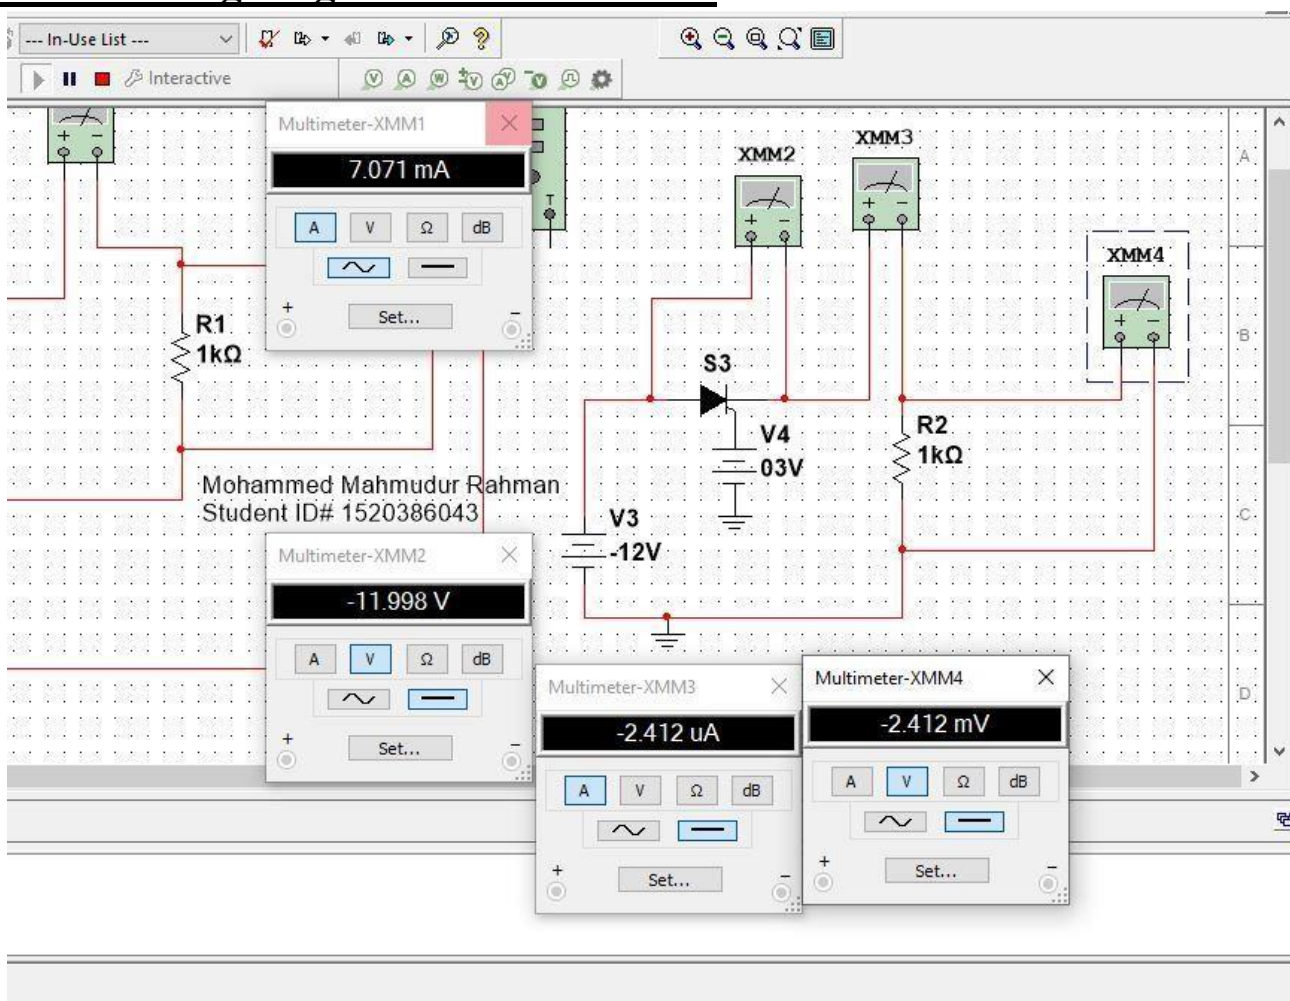 --- In-Use List ---
Interactive
Multimeter-XMM1
7.071 mA
A V Ω dB
+ Set... -
XMM2
XMM3
XMM4
+ -
+ -
+ -
+ -
T
A
B
C
D
R1
1kΩ
S3
V4
03V
R2
1kΩ
V3
-12V
Mohammed Mahmudur Rahman
Student ID# 1520386043
Multimeter-XMM2
-11.998 V
A V Ω dB
+ Set... -
Multimeter-XMM3
-2.412 uA
A V Ω dB
+ Set... -
Multimeter-XMM4
-2.412 mV
A V Ω dB
+ Set... -